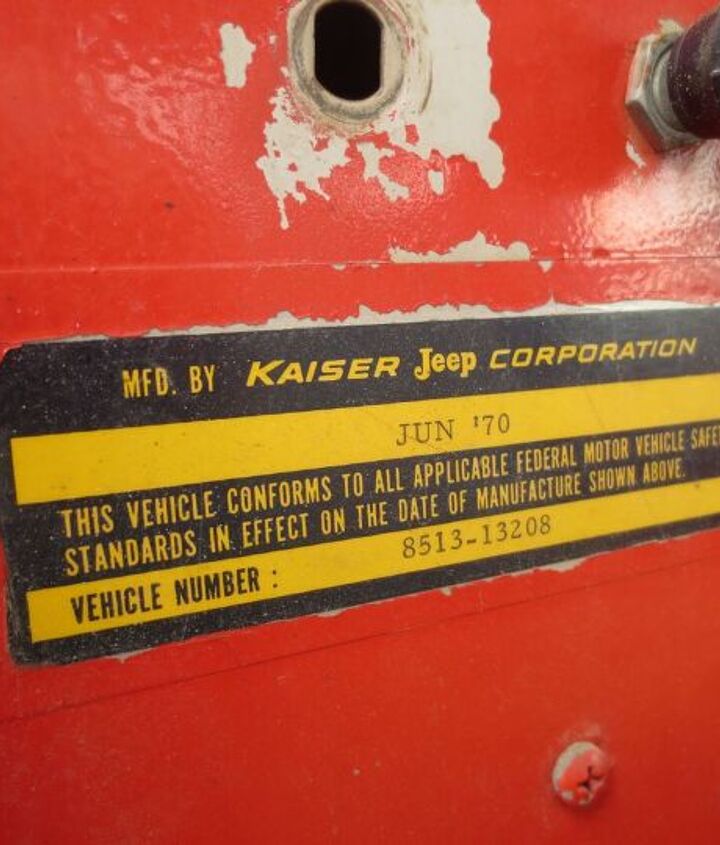 MFD. BY KAISER Jeep CORPORATION
JUN '70
THIS VEHICLE CONFORMS TO ALL APPLICABLE FEDERAL MOTOR VEHICLE SAFE
STANDARDS IN EFFECT ON THE DATE OF MANUFACTURE SHOWN ABOVE.
VEHICLE NUMBER : 8513-13208